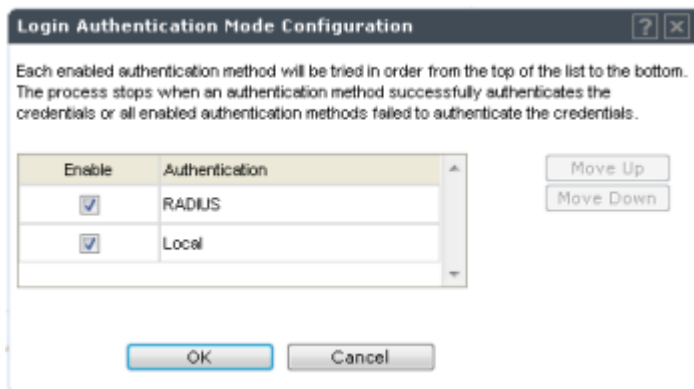 Login Authentication Mode Configuration ? ×
Each enabled authentication method will be tried in order from the top of the list to the bottom.
The process stops when an authentication method successfully authenticates the
credentials or all enabled authentication methods failed to authenticate the credentials.
Enable Authentication Move Up
RADIUS Move Down
Local
OK Cancel